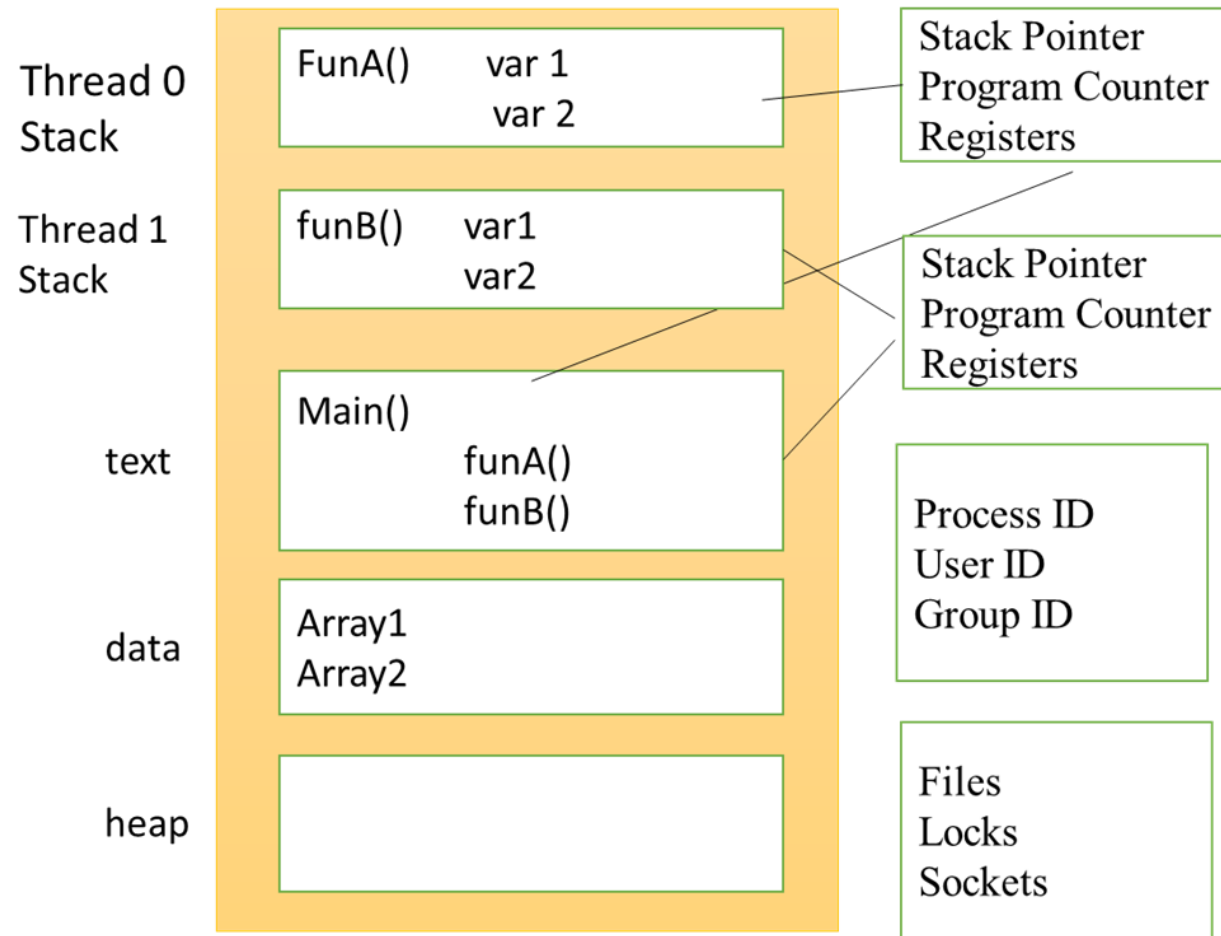 Thread 0
Stack
FunA() var 1
var 2
Stack Pointer
Program Counter
Registers
Thread 1
Stack
funB() var1
var2
Stack Pointer
Program Counter
Registers
text
Main()
funA()
funB()
Process ID
User ID
Group ID
data
Array1
Array2
heap
Files
Locks
Sockets